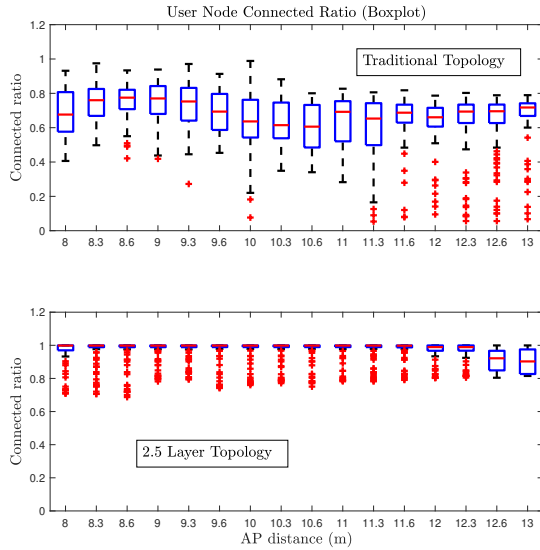 User Node Connected Ratio (Boxplot)
1.2
1
0.8
0.6
0.4
0.2
0
Connected ratio
Traditional Topology
8 8.3 8.6 9 9.3 9.6 10 10.3 10.6 11 11.3 11.6 12 12.3 12.6 13
1.2
1
0.8
0.6
0.4
0.2
0
Connected ratio
2.5 Layer Topology
8 8.3 8.6 9 9.3 9.6 10 10.3 10.6 11 11.3 11.6 12 12.3 12.6 13
AP distance (m)